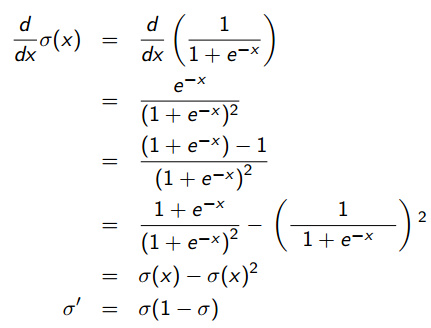 d/dx σ(x) = d/dx ( 1 / (1 + e^{−x}) )
= e^{−x} / (1 + e^{−x})^2
= ((1 + e^{−x}) − 1) / (1 + e^{−x})^2
= (1 + e^{−x}) / (1 + e^{−x})^2 − ( 1 / (1 + e^{−x}) )^2
= σ(x) − σ(x)^2
σ′ = σ(1 − σ)